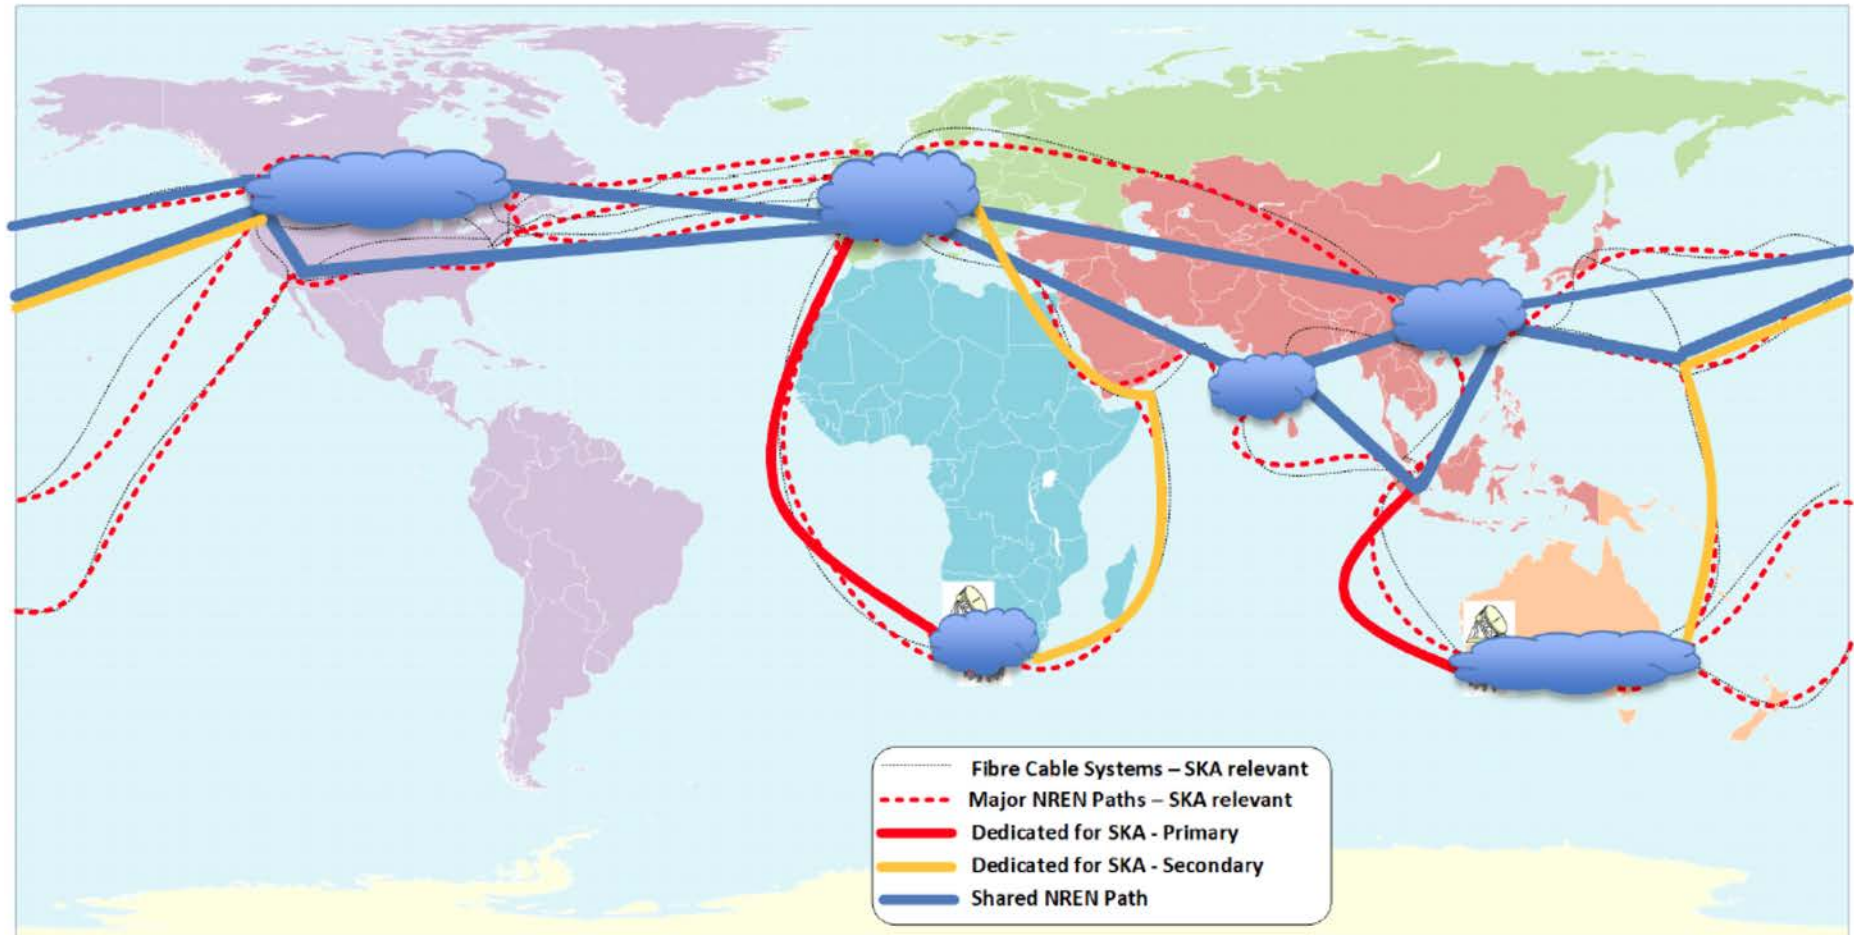 Fibre Cable Systems – SKA relevant
Major NREN Paths – SKA relevant
Dedicated for SKA - Primary
Dedicated for SKA - Secondary
Shared NREN Path